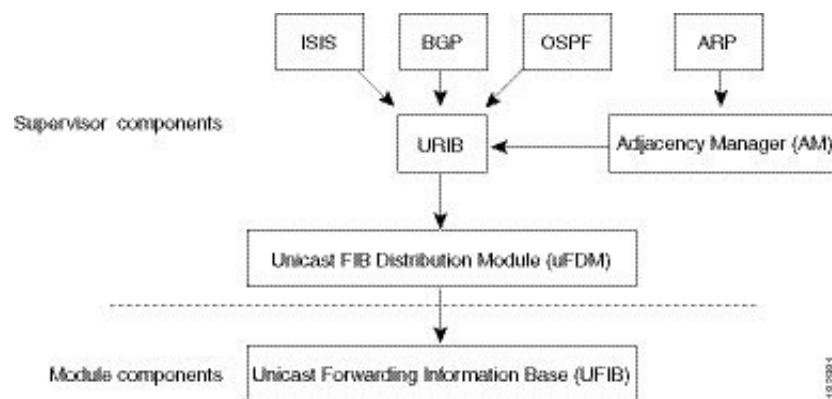 ISIS
BGP
OSPF
ARP
Supervisor components
URIB
Adjacency Manager (AM)
Unicast FIB Distribution Module (uFDM)
Module components
Unicast Forwarding Information Base (UFIB)